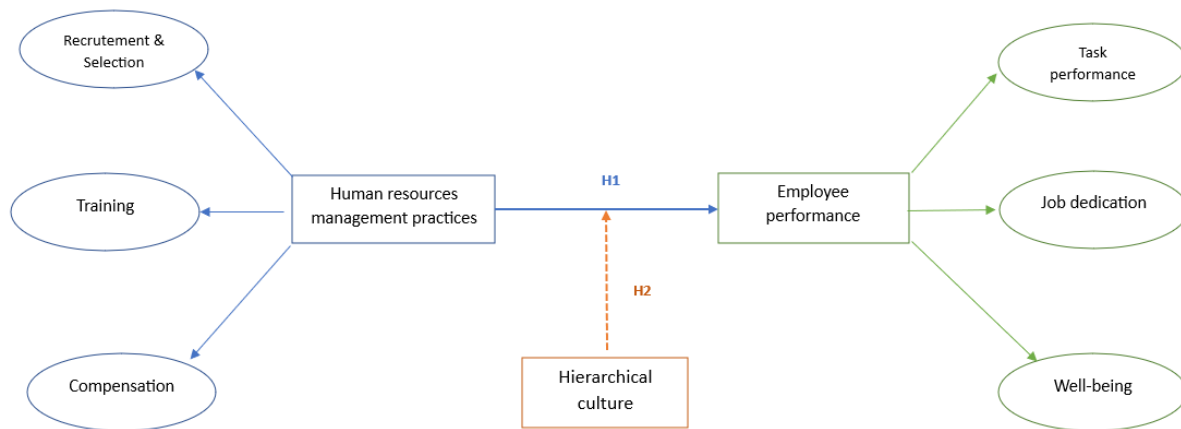 Recrutement &
Selection
Training
Compensation
Human resources
management practices
H1
H2
Hierarchical
culture
Employee
performance
Task
performance
Job dedication
Well-being